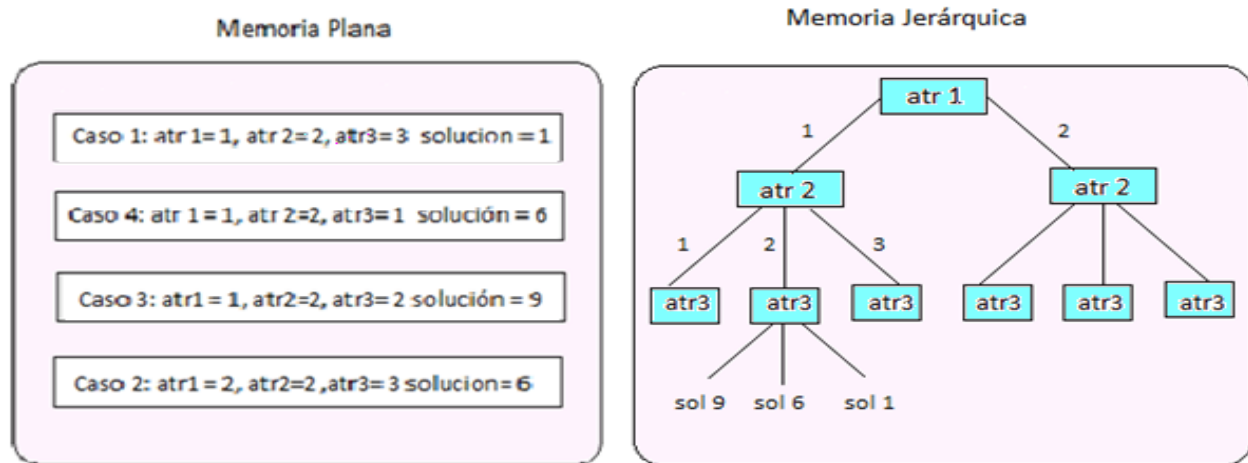 Memoria Plana
Caso 1: atr 1= 1, atr 2= 2, atr3= 3 solucion = 1
Caso 4: atr 1 = 1, atr 2=2, atr3= 1 solución = 6
Caso 3: atr1 = 1, atr2=2, atr3= 2 solución = 9
Caso 2: atr1 = 2, atr2=2 ,atr3= 3 solucion= 6
Memoria Jerárquica
atr 1
1 2
atr 2 atr 2
1 2 3
atr3 atr3 atr3 atr3 atr3 atr3
sol 9 sol 6 sol 1